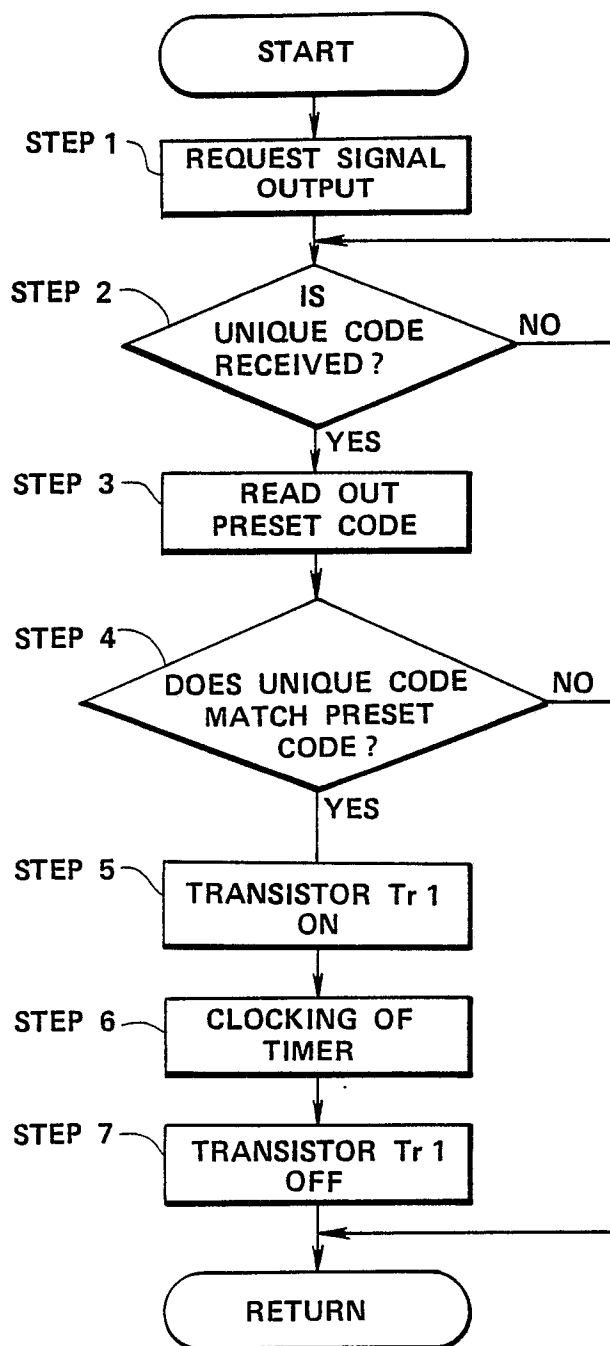 START
STEP 1
REQUEST SIGNAL
OUTPUT
STEP 2
IS
UNIQUE CODE
RECEIVED?
NO
YES
STEP 3
READ OUT
PRESET CODE
STEP 4
DOES UNIQUE CODE
MATCH PRESET
CODE?
NO
YES
STEP 5
TRANSISTOR Tr 1
ON
STEP 6
CLOCKING OF
TIMER
STEP 7
TRANSISTOR Tr 1
OFF
RETURN